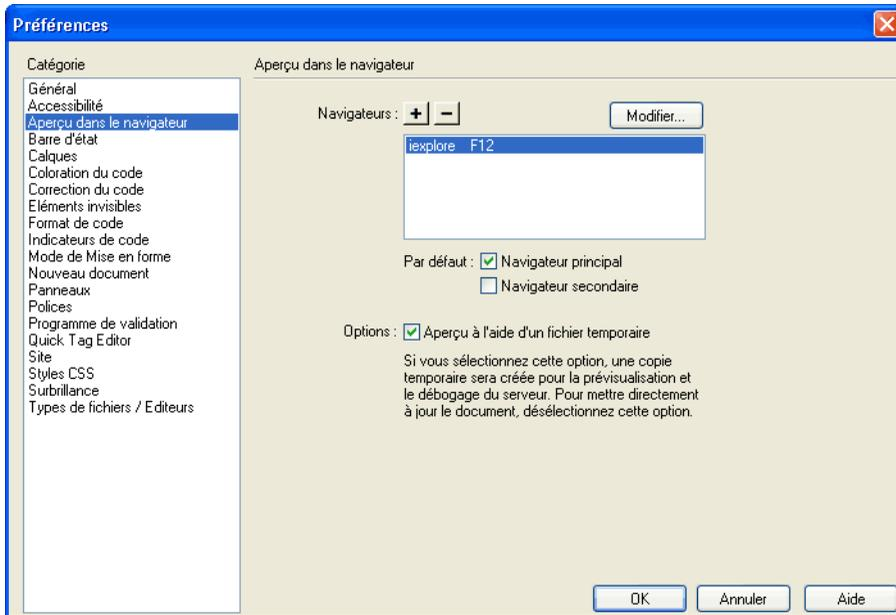 Préférences
Catégorie
Général
Accessibilité
Aperçu dans le navigateur
Barre d'état
Calques
Coloration du code
Correction du code
Eléments invisibles
Format de code
Indicateurs de code
Mode de Mise en forme
Nouveau document
Panneaux
Polices
Programme de validation
Quick Tag Editor
Site
Styles CSS
Surbrillance
Types de fichiers / Editeurs
Aperçu dans le navigateur
Navigateurs : + − Modifier...
iexplore F12
Par défaut : Navigateur principal
Navigateur secondaire
Options : Aperçu à l'aide d'un fichier temporaire
Si vous sélectionnez cette option, une copie
temporaire sera créée pour la prévisualisation et
le débogage du serveur. Pour mettre directement
à jour le document, désélectionnez cette option.
OK Annuler Aide